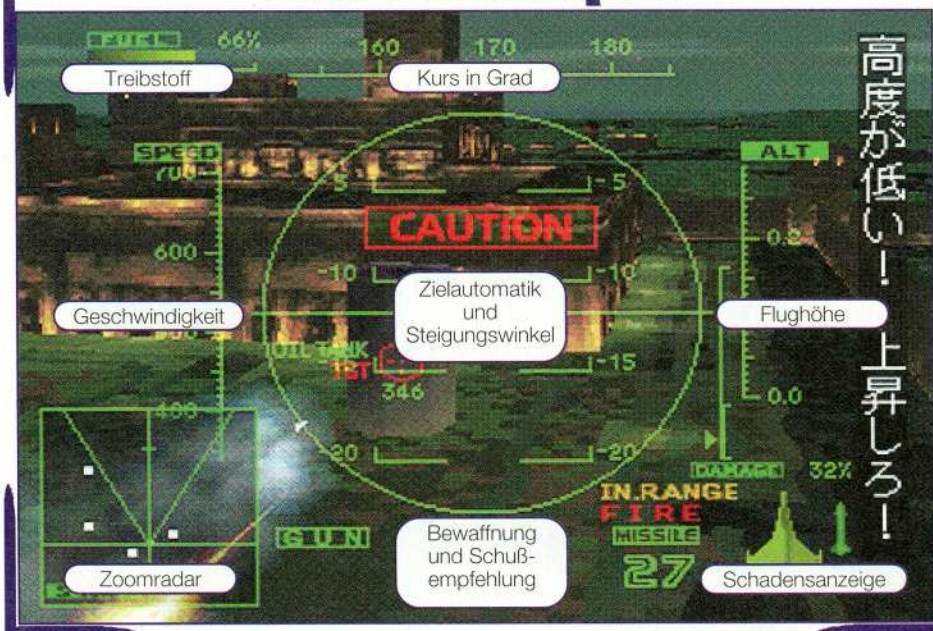 FUEL 66%
160 170 180
Treibstoff
Kurs in Grad
高度が低い！上昇しろ！
SPEED
700
ALT
-5 -5
CAUTION
600
0.2
-10 -10
Zielautomatik
und
Steigungswinkel
Geschwindigkeit
Flughöhe
OIL TANK
TGT
346
-15
400
0.0
-20 -20
DAMAGE 32%
IN.RANGE
FIRE
GUN
MISSILE
27
Bewaffnung
und Schuß-
empfehlung
Zoomradar
Schadensanzeige